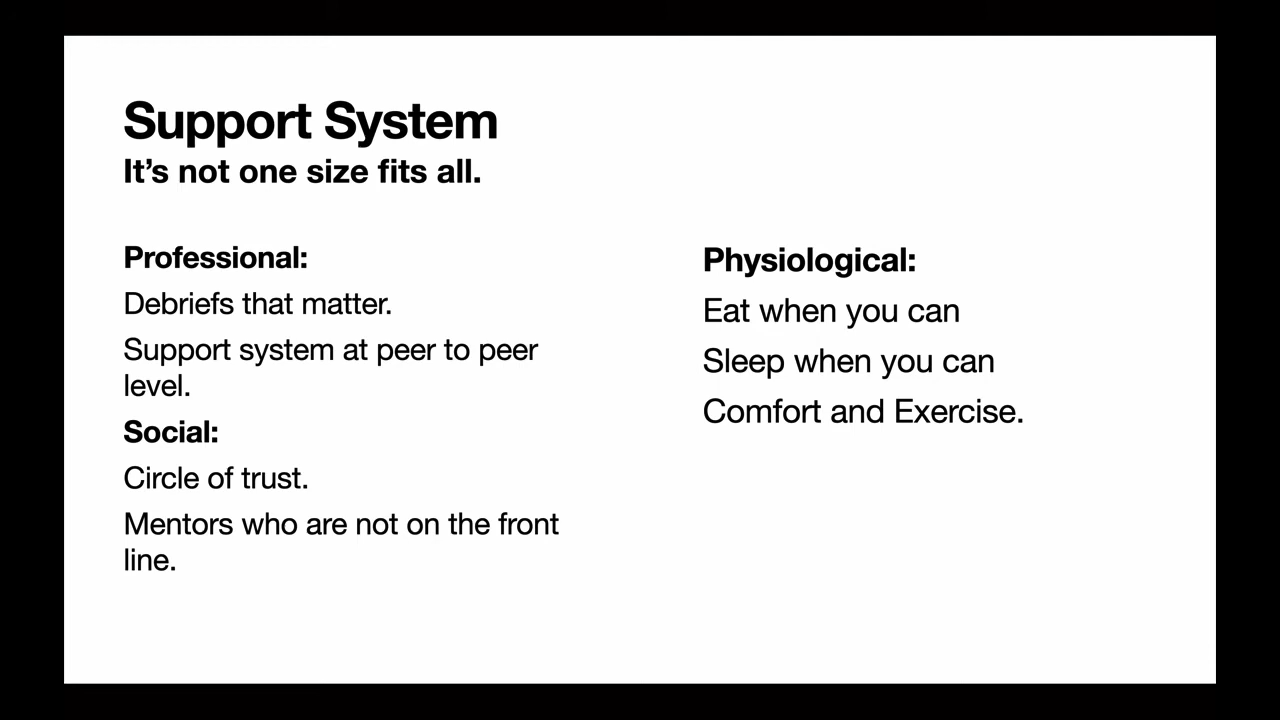 Support System
It’s not one size fits all.
Professional:
Debriefs that matter.
Support system at peer to peer
level.
Social:
Circle of trust.
Mentors who are not on the front
line.
Physiological:
Eat when you can
Sleep when you can
Comfort and Exercise.